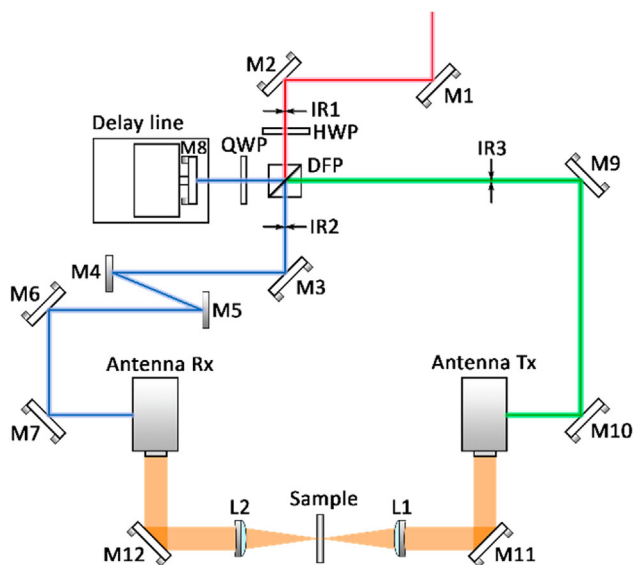 M2
M1
IR1
HWP
Delay line
M8
QWP
DFP
IR3
M9
IR2
M4
M3
M6
M5
Antenna Rx
Antenna Tx
M7
M10
L2
Sample
L1
M12
M11